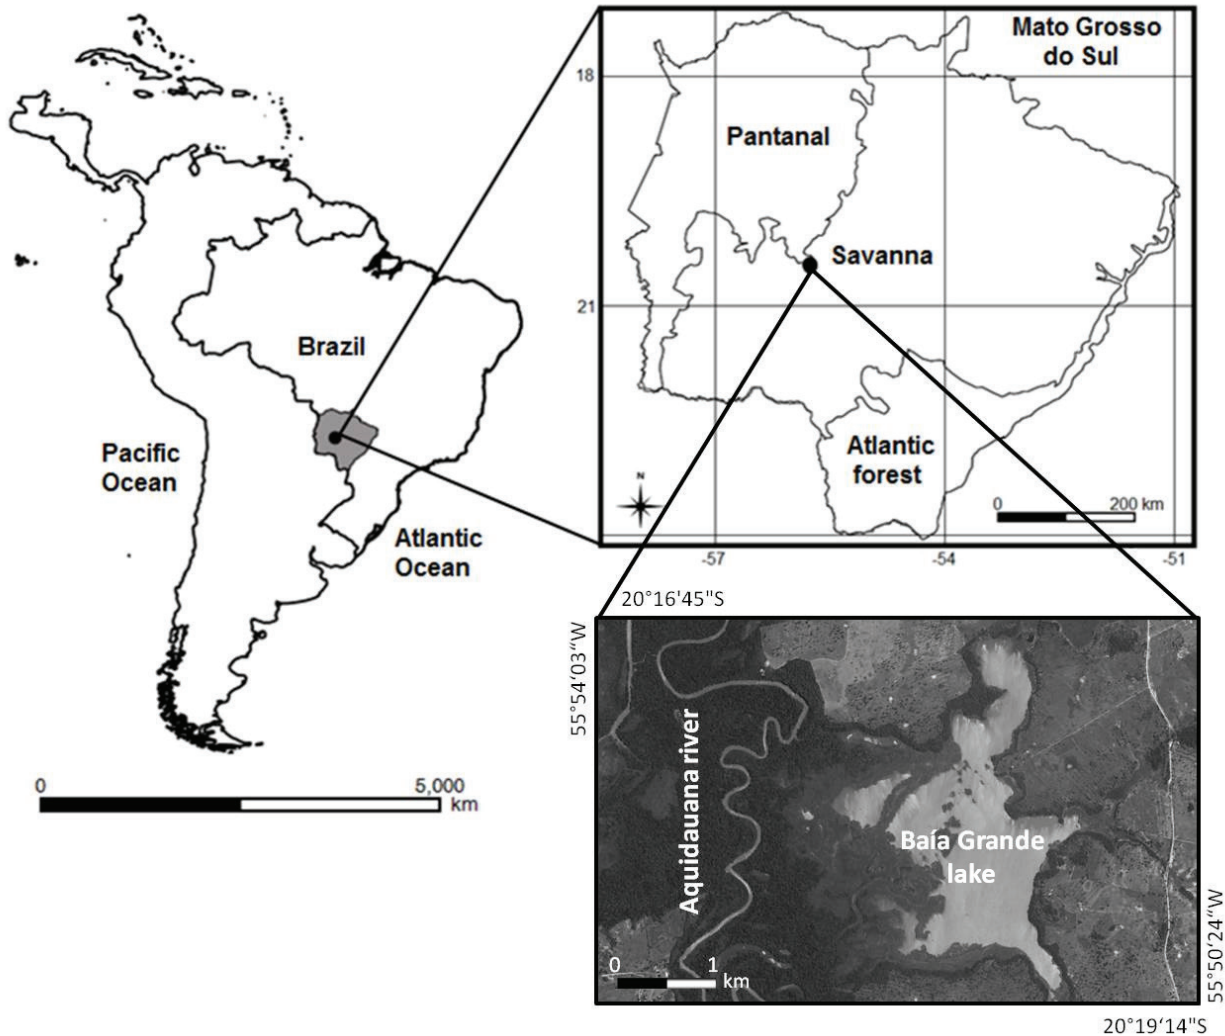 Mato Grosso
do Sul
18
Pantanal
Savanna
21
Brazil
Pacific
Ocean
Atlantic
forest
N
0 200 km
Atlantic
Ocean
-57 -54 -51
20°16'45"S
55°54'03"W
Aquidauana river
0 5,000
km
Baía Grande
lake
0 1
km
55°50'24"W
20°19'14"S